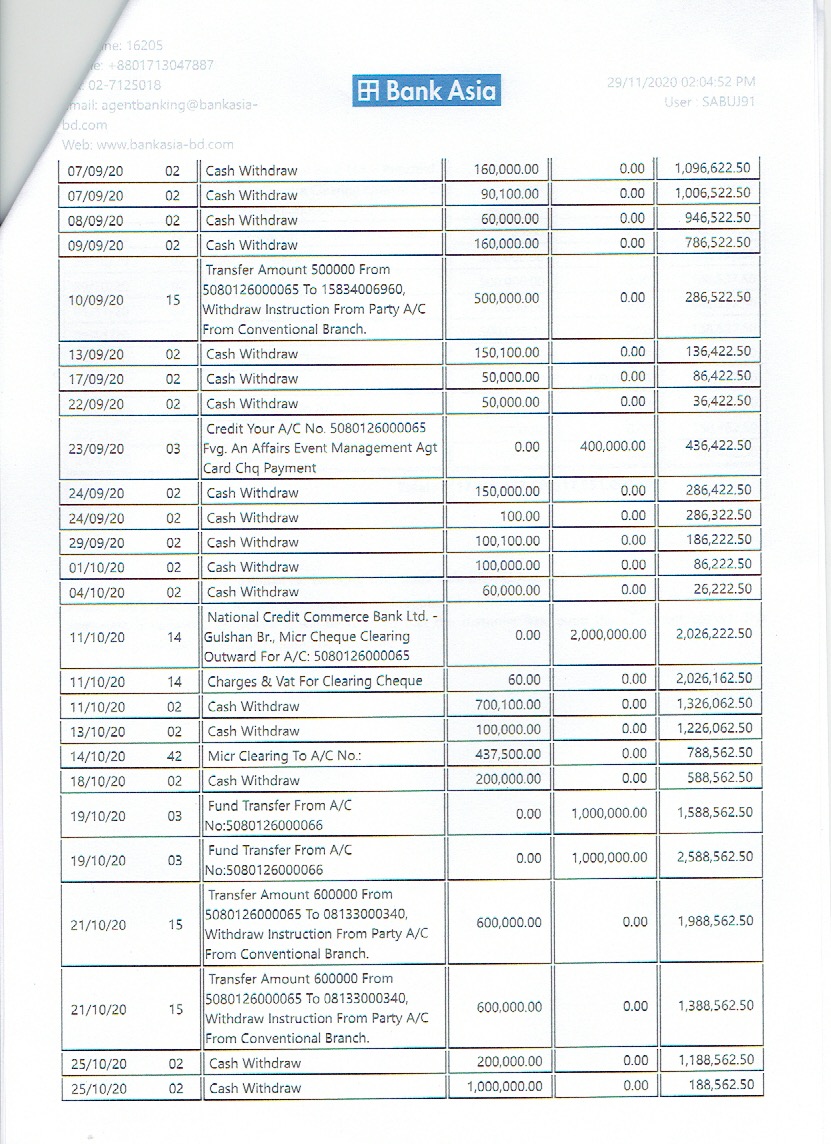 ne: 16205
e: +8801713047887
02-7125018
mail: agentbanking@bankasia-
bd.com
Web: www.bankasia-bd.com
Bank Asia
29/11/2020 02:04:52 PM
User : SABUJ91
07/09/20 02 Cash Withdraw 160,000.00 0.00 1,096,622.50
07/09/20 02 Cash Withdraw 90,100.00 0.00 1,006,522.50
08/09/20 02 Cash Withdraw 60,000.00 0.00 946,522.50
09/09/20 02 Cash Withdraw 160,000.00 0.00 786,522.50
10/09/20 15 Transfer Amount 500000 From
5080126000065 To 15834006960,
Withdraw Instruction From Party A/C
From Conventional Branch. 500,000.00 0.00 286,522.50
13/09/20 02 Cash Withdraw 150,100.00 0.00 136,422.50
17/09/20 02 Cash Withdraw 50,000.00 0.00 86,422.50
22/09/20 02 Cash Withdraw 50,000.00 0.00 36,422.50
23/09/20 03 Credit Your A/C No. 5080126000065
Fvg. An Affairs Event Management Agt
Card Chq Payment 0.00 400,000.00 436,422.50
24/09/20 02 Cash Withdraw 150,000.00 0.00 286,422.50
24/09/20 02 Cash Withdraw 100.00 0.00 286,322.50
29/09/20 02 Cash Withdraw 100,100.00 0.00 186,222.50
01/10/20 02 Cash Withdraw 100,000.00 0.00 86,222.50
04/10/20 02 Cash Withdraw 60,000.00 0.00 26,222.50
11/10/20 14 National Credit Commerce Bank Ltd. -
Gulshan Br., Micr Cheque Clearing
Outward For A/C: 5080126000065 0.00 2,000,000.00 2,026,222.50
11/10/20 14 Charges & Vat For Clearing Cheque 60.00 0.00 2,026,162.50
11/10/20 02 Cash Withdraw 700,100.00 0.00 1,326,062.50
13/10/20 02 Cash Withdraw 100,000.00 0.00 1,226,062.50
14/10/20 42 Micr Clearing To A/C No.: 437,500.00 0.00 788,562.50
18/10/20 02 Cash Withdraw 200,000.00 0.00 588,562.50
19/10/20 03 Fund Transfer From A/C
No:5080126000066 0.00 1,000,000.00 1,588,562.50
19/10/20 03 Fund Transfer From A/C
No:5080126000066 0.00 1,000,000.00 2,588,562.50
21/10/20 15 Transfer Amount 600000 From
5080126000065 To 08133000340,
Withdraw Instruction From Party A/C
From Conventional Branch. 600,000.00 0.00 1,988,562.50
21/10/20 15 Transfer Amount 600000 From
5080126000065 To 08133000340,
Withdraw Instruction From Party A/C
From Conventional Branch. 600,000.00 0.00 1,388,562.50
25/10/20 02 Cash Withdraw 200,000.00 0.00 1,188,562.50
25/10/20 02 Cash Withdraw 1,000,000.00 0.00 188,562.50